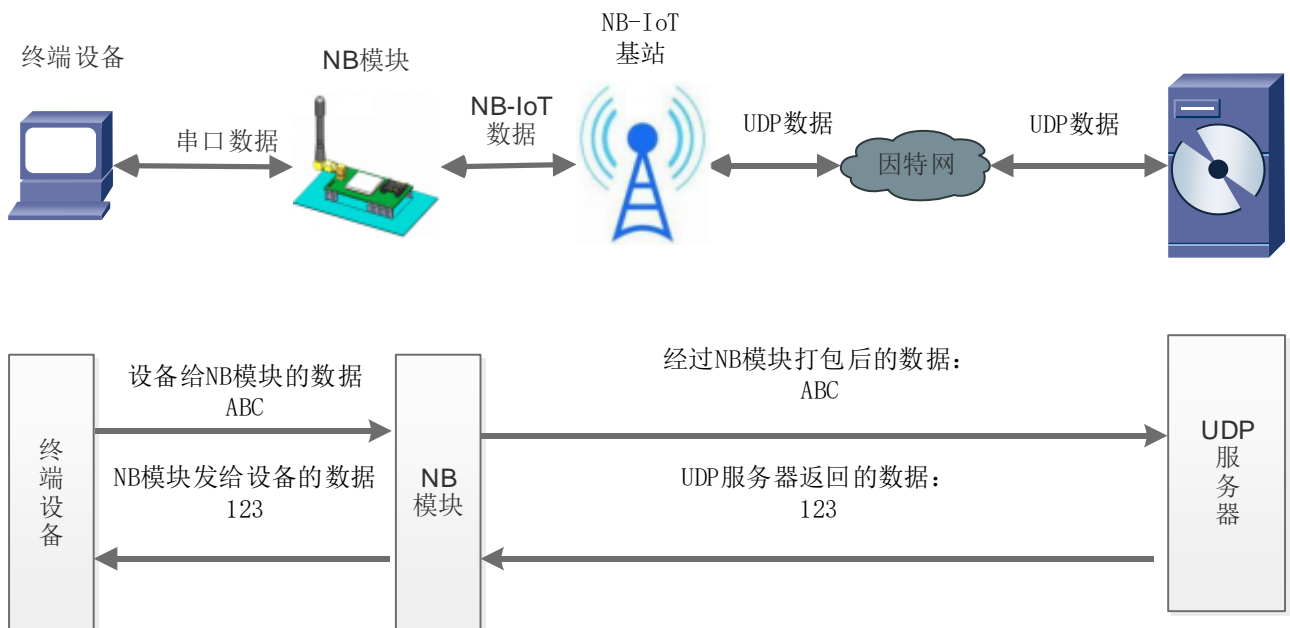 NB-IoT
基站
终端设备
NB模块
NB-IoT
数据
串口数据
UDP数据
UDP数据
因特网
设备给NB模块的数据
ABC
经过NB模块打包后的数据：
ABC
终
端
设
备
NB
模块
UDP
服
务
器
NB模块发给设备的数据
123
UDP服务器返回的数据：
123